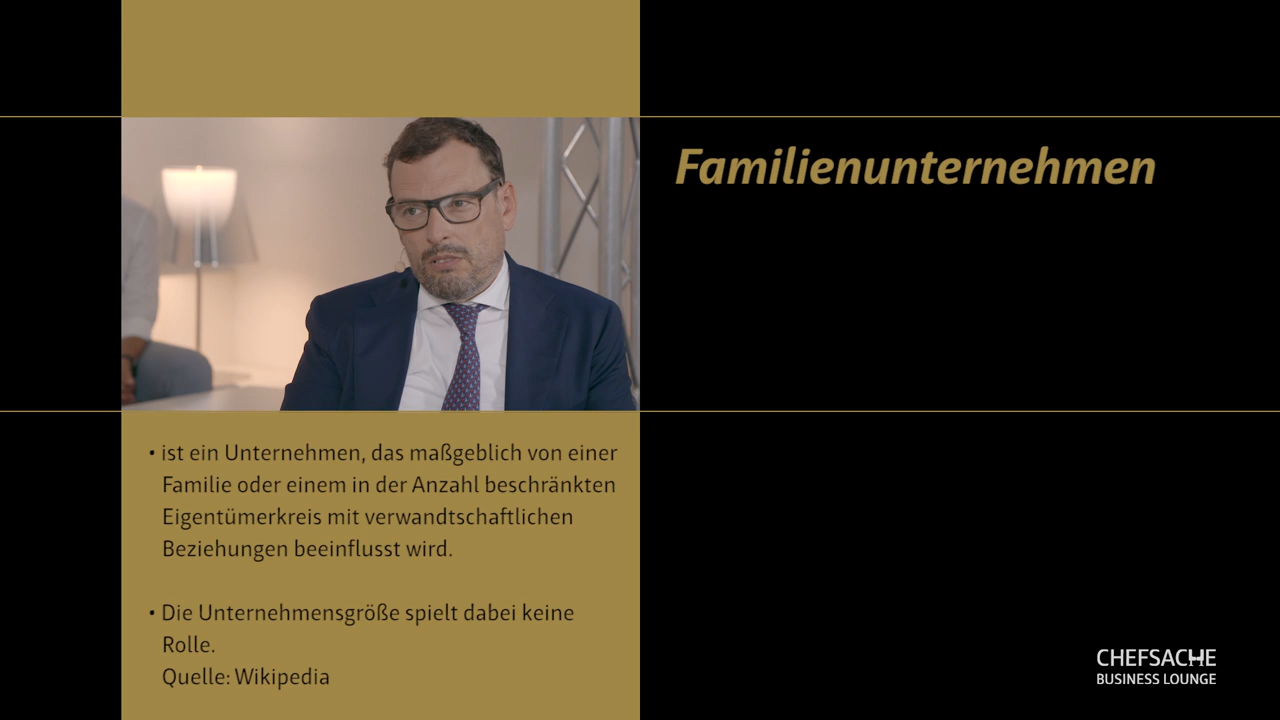 Familienunternehmen
• ist ein Unternehmen, das maßgeblich von einer
Familie oder einem in der Anzahl beschränkten
Eigentümerkreis mit verwandtschaftlichen
Beziehungen beeinflusst wird.
• Die Unternehmensgröße spielt dabei keine
Rolle.
Quelle: Wikipedia
CHEFSACHE
BUSINESS LOUNGE